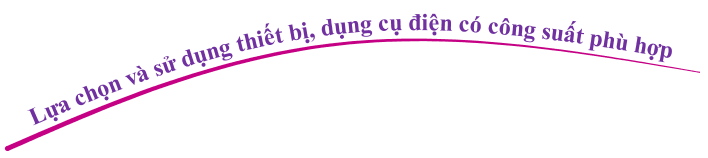 Lựa chọn và sử dụng thiết bị, dụng cụ điện có công suất phù hợp